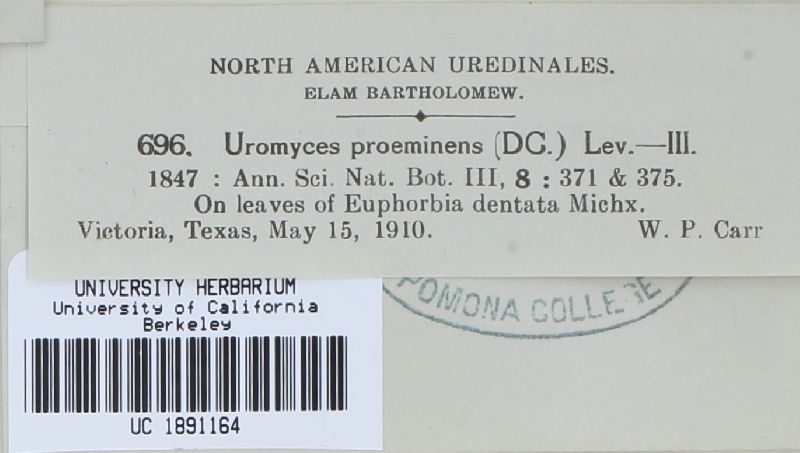 NORTH AMERICAN UREDINALES.
ELAM BARTHOLOMEW.
696. Uromyces proeminens (DC.) Lev.—III.
1847 : Ann. Sci. Nat. Bot. III, 8 : 371 & 375.
On leaves of Euphorbia dentata Michx.
Victoria, Texas, May 15, 1910. W. P. Carr
POMONA COLLEGE
UNIVERSITY HERBARIUM
University of California
Berkeley
UC 1891164